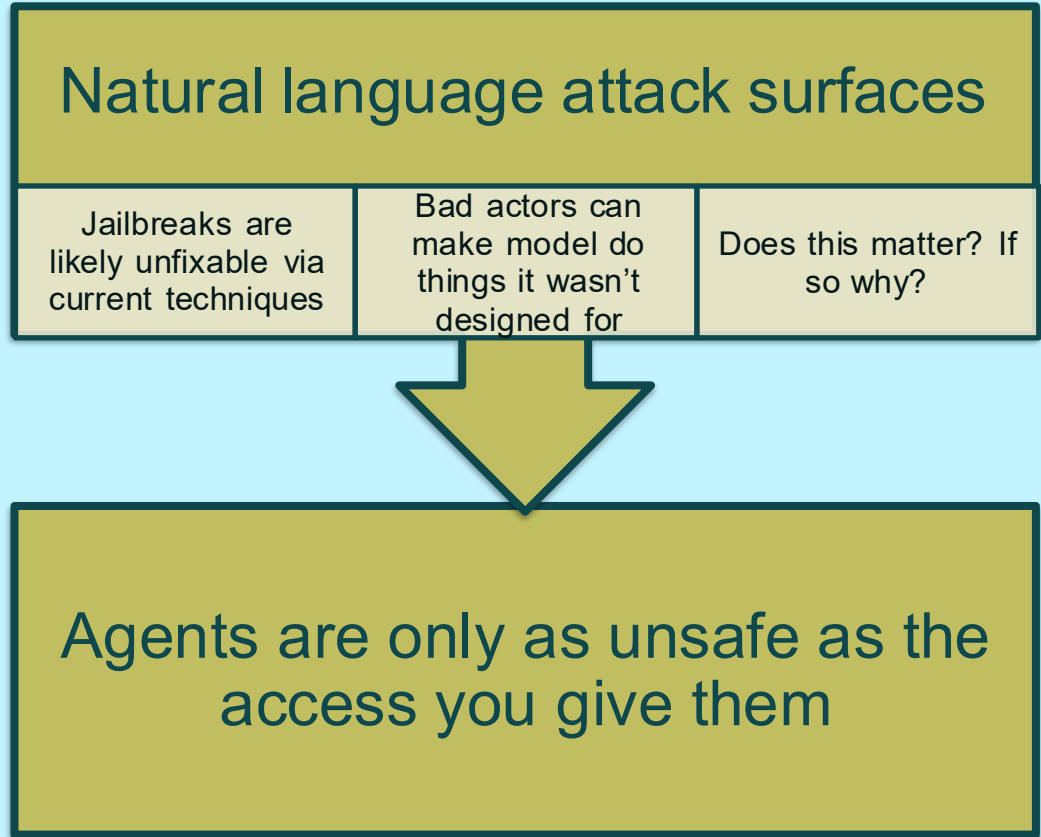 Natural language attack surfaces
Jailbreaks are
likely unfixable via
current techniques
Bad actors can
make model do
things it wasn’t
designed for
Does this matter? If
so why?
Agents are only as unsafe as the
access you give them